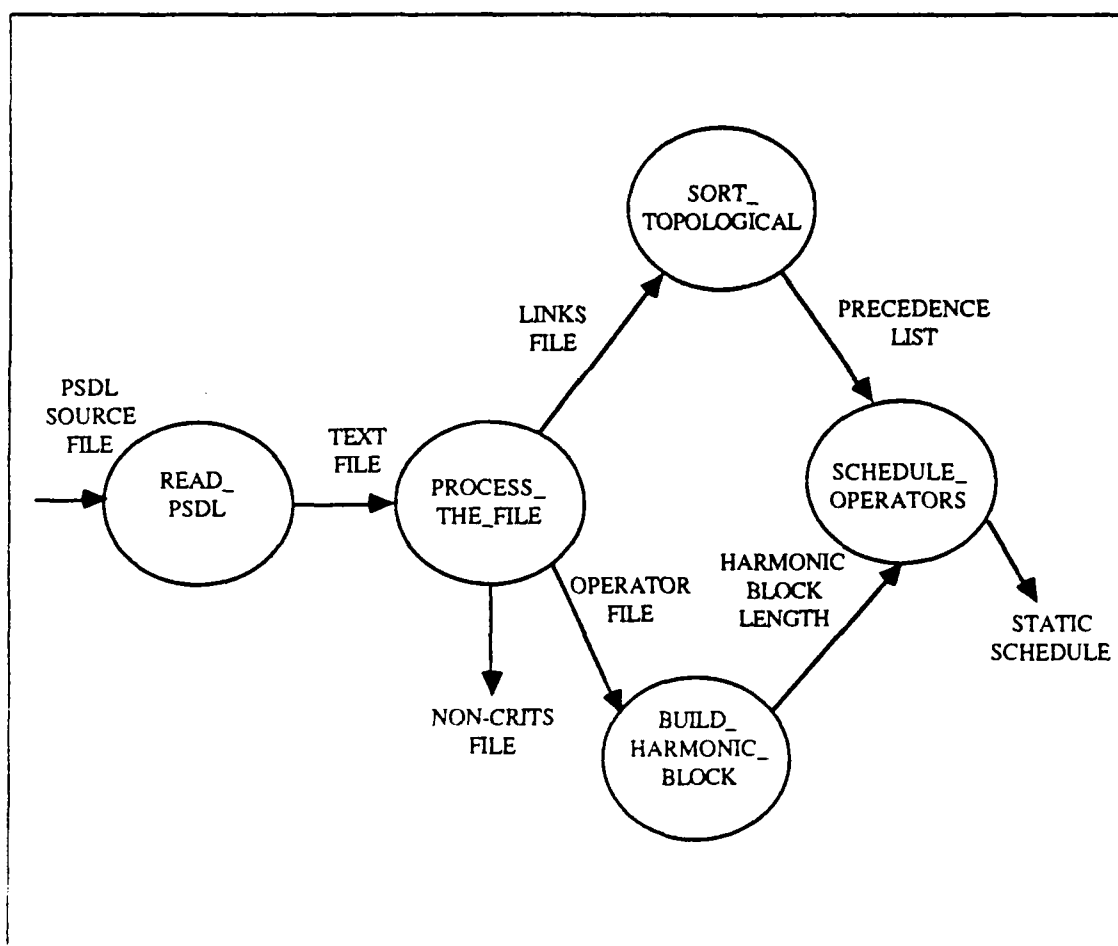 SORT_
TOPOLOGICAL
LINKS
FILE
PRECEDENCE
LIST
PSDL
SOURCE
FILE
READ_
PSDL
TEXT
FILE
PROCESS_
THE_FILE
SCHEDULE_
OPERATORS
OPERATOR
FILE
HARMONIC
BLOCK
LENGTH
STATIC
SCHEDULE
NON-CRITS
FILE
BUILD_
HARMONIC_
BLOCK